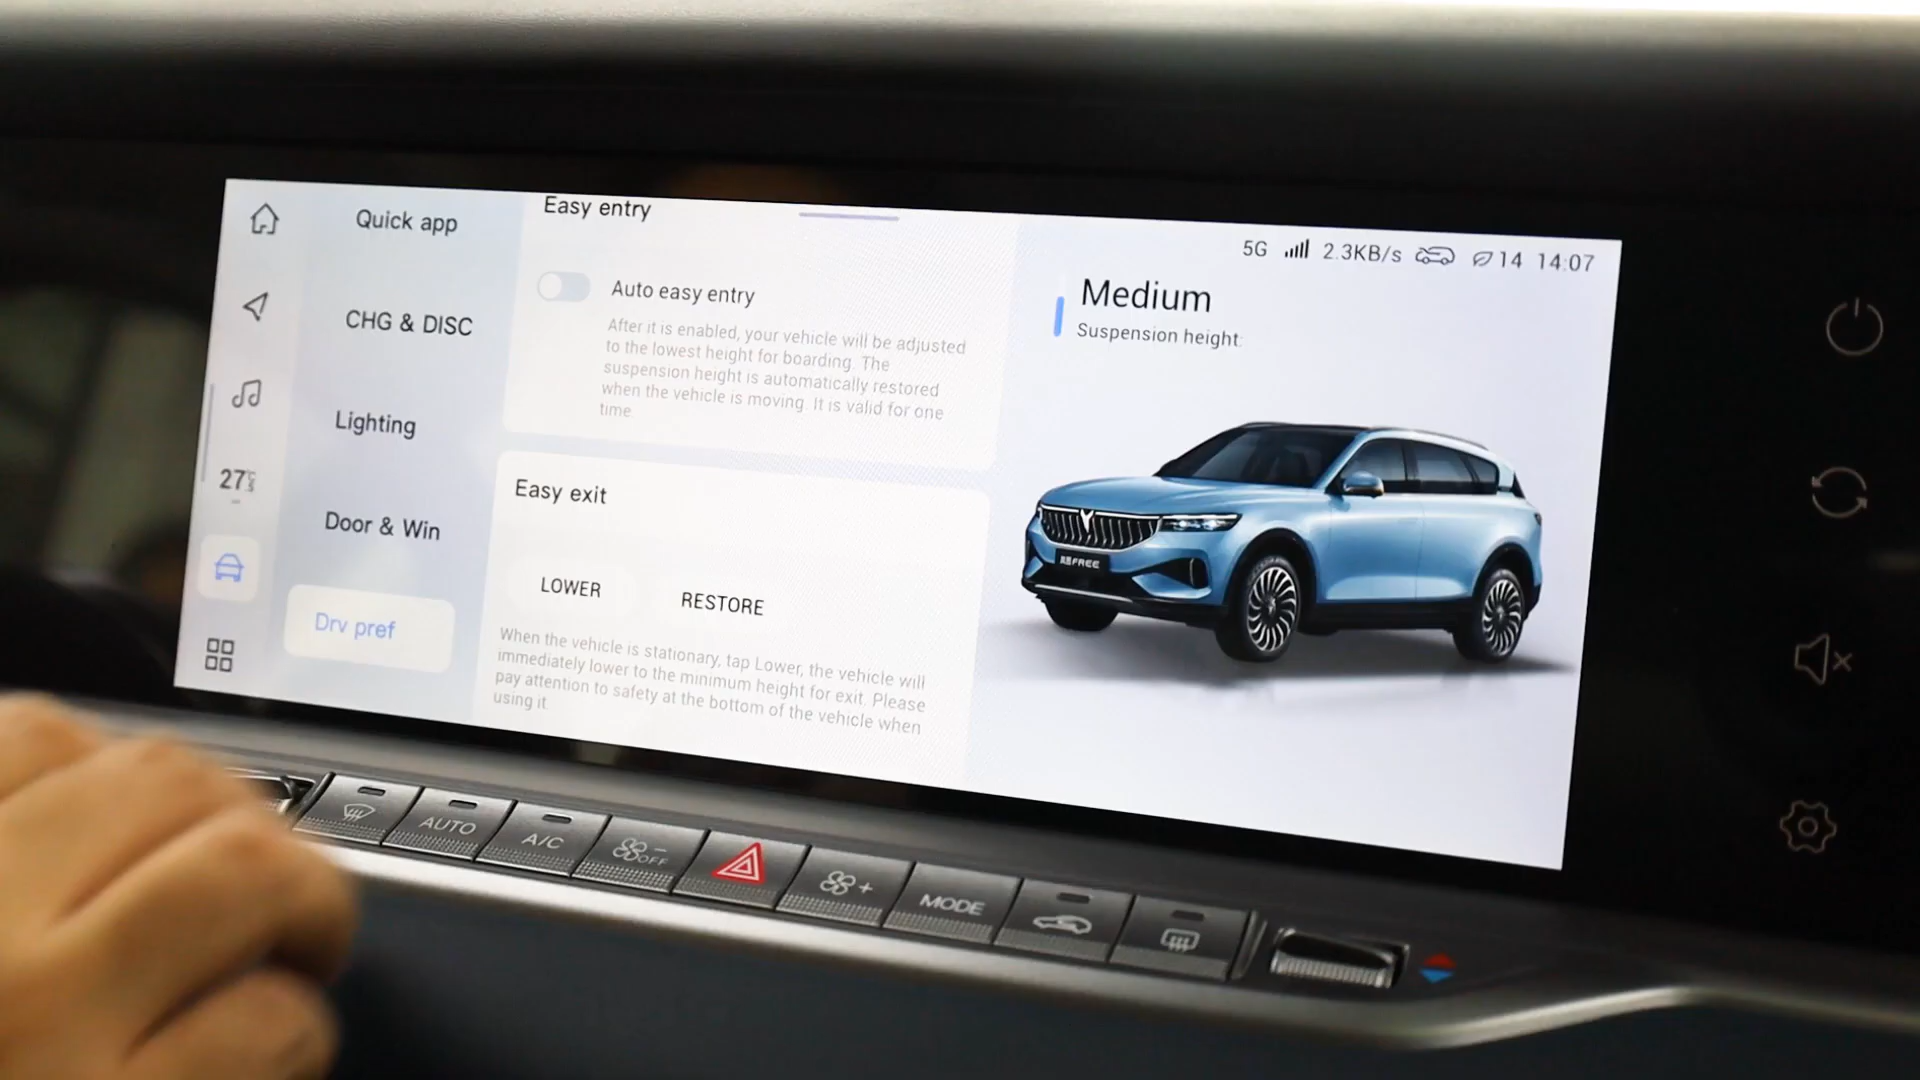 Quick app
CHG & DISC
Lighting
Door & Win
Drv pref
27
Easy entry
Auto easy entry
After it is enabled, your vehicle will be adjusted
to the lowest height for boarding. The
suspension height is automatically restored
when the vehicle is moving. It is valid for one
time.
Easy exit
LOWER
RESTORE
When the vehicle is stationary, tap Lower, the vehicle will
immediately lower to the minimum height for exit. Please
pay attention to safety at the bottom of the vehicle when
using it
5G 2.3KB/s 14 14:07
Medium
Suspension height:
FREE
AUTO
A/C
OFF
MODE